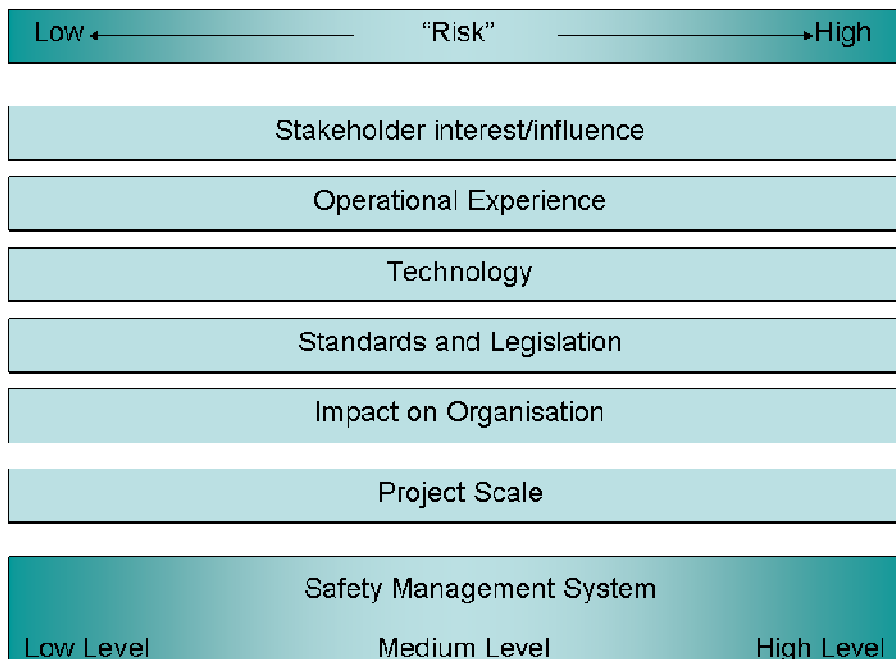 Low “Risk” High
Stakeholder interest/influence
Operational Experience
Technology
Standards and Legislation
Impact on Organisation
Project Scale
Safety Management System
Low Level Medium Level High Level